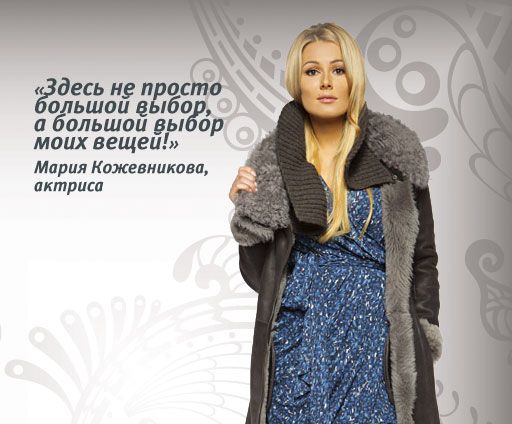 «Здесь не просто
большой выбор,
а большой выбор
моих вещей!»
Мария Кожевникова,
актриса